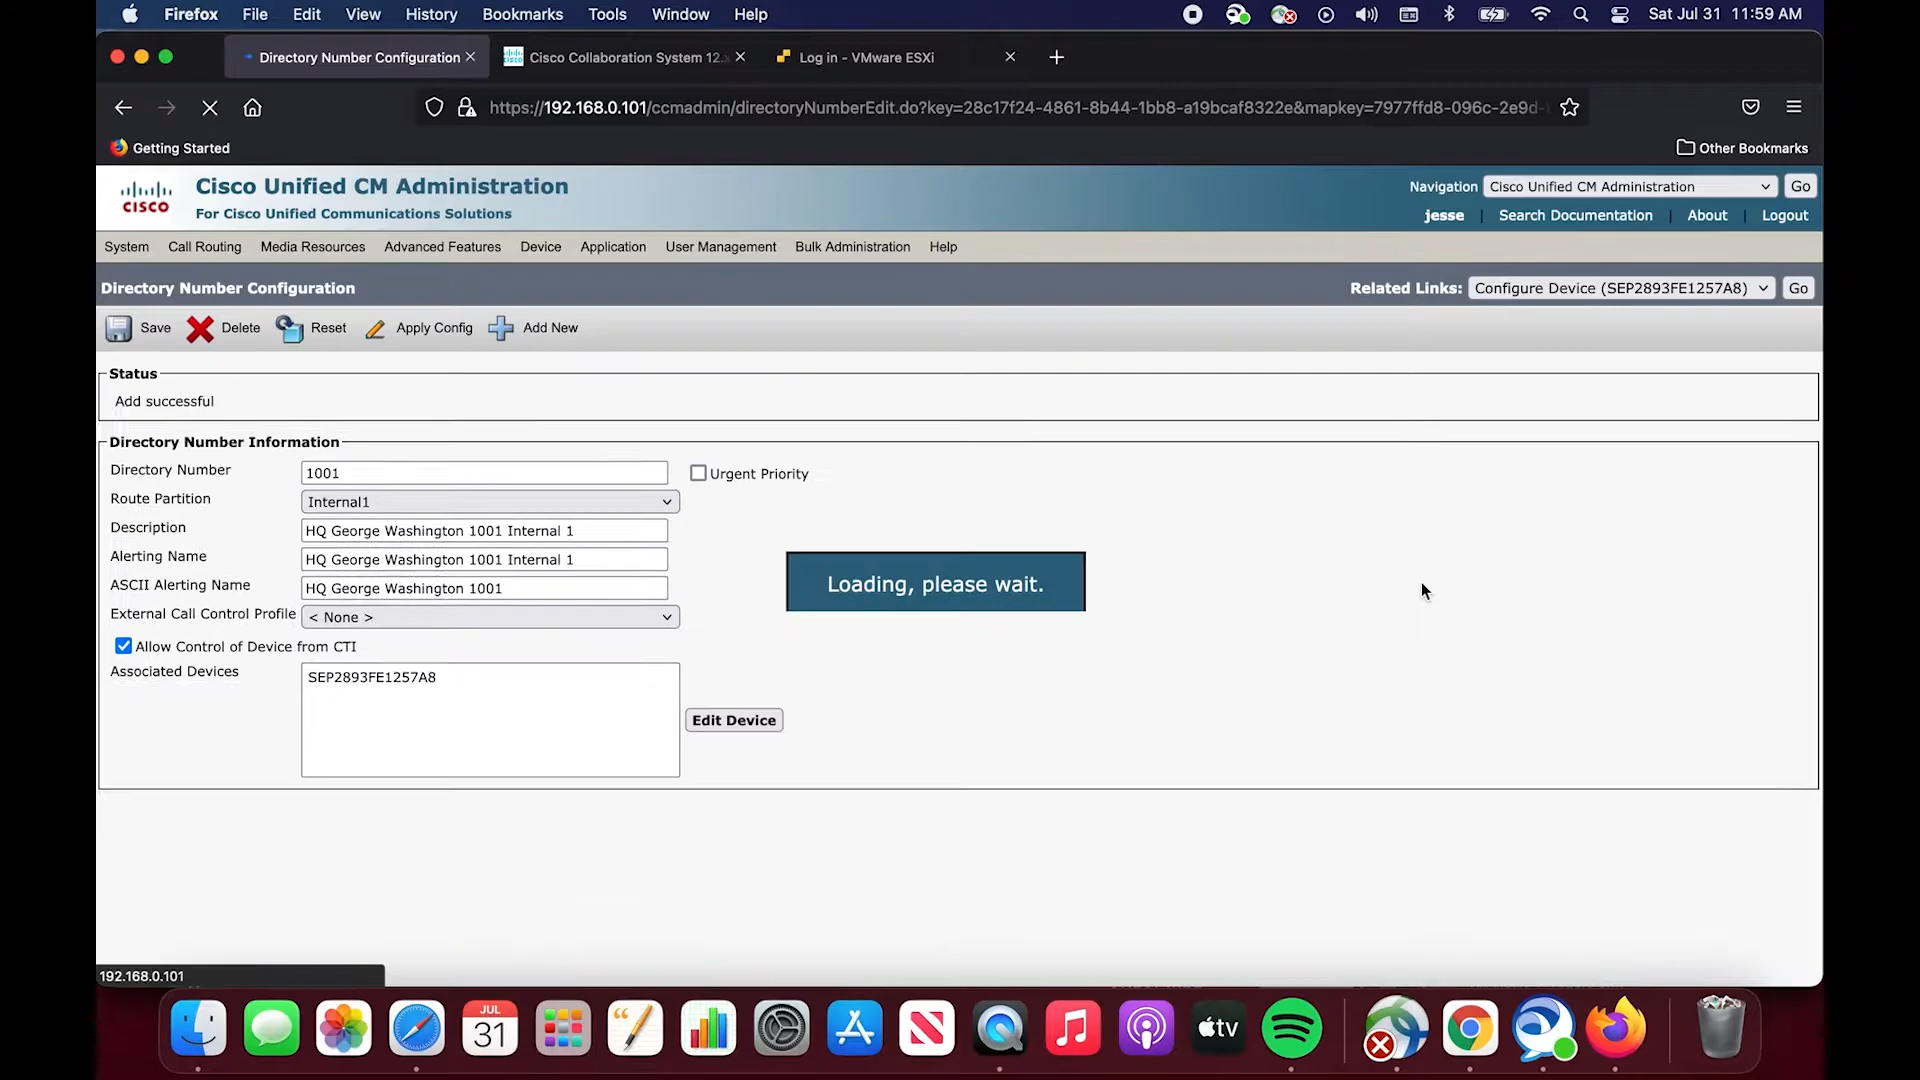 Firefox File Edit View History Bookmarks Tools Window Help Sat Jul 31 11:59 AM
Directory Number Configuration Cisco Collaboration System 12. Log in - VMware ESXi
https://192.168.0.101/ccmadmin/directoryNumberEdit.do?key=28c17f24-4861-8b44-1bb8-a19bcaf8322e&mapkey=7977ffd8-096c-2e9d-
Getting Started Other Bookmarks
Cisco Unified CM Administration Navigation Cisco Unified CM Administration Go
CISCO For Cisco Unified Communications Solutions jesse | Search Documentation | About | Logout
System Call Routing Media Resources Advanced Features Device Application User Management Bulk Administration Help
Directory Number Configuration Related Links: Configure Device (SEP2893FE1257A8) Go
Save Delete Reset Apply Config Add New
Status
Add successful
Directory Number Information
Directory Number 1001 Urgent Priority
Route Partition Internal1
Description HQ George Washington 1001 Internal 1
Alerting Name HQ George Washington 1001 Internal 1
ASCII Alerting Name HQ George Washington 1001
External Call Control Profile < None >
Loading, please wait.
Allow Control of Device from CTI
Associated Devices SEP2893FE1257A8
Edit Device
192.168.0.101
JUL
31
tv